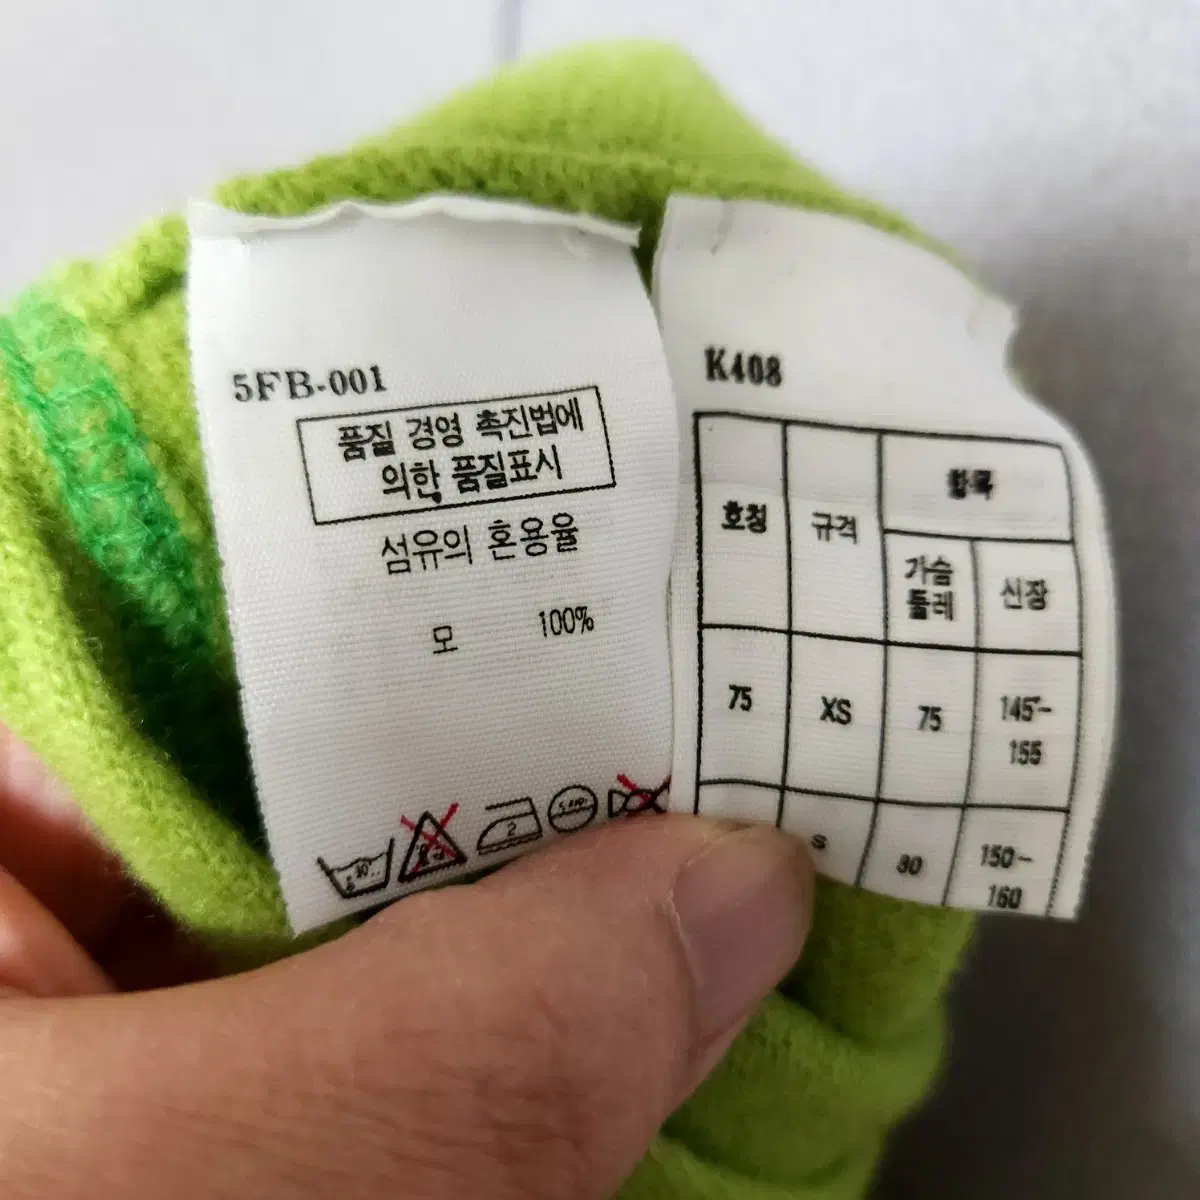 5FB-001
품질 경영 촉진법에
의한 품질표시
섬유의 혼용율
모 100%
2
K408
호칭 규격 항목
가슴
둘레 신장
75 XS 75 145-
155
S 80 150-
160